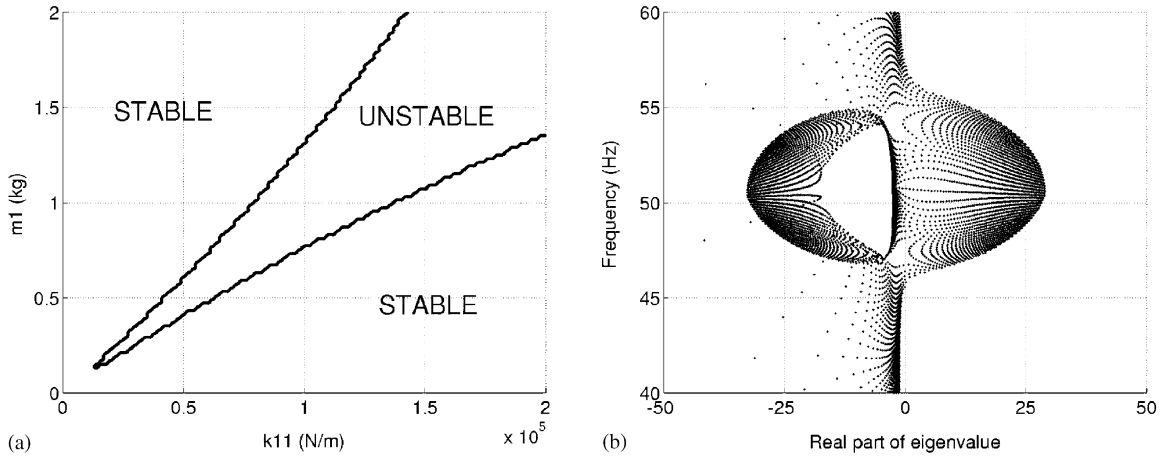 2
1.5
1
0.5
0
m1 (kg)
STABLE
UNSTABLE
STABLE
0 0.5 1 1.5 2
x 10^5
k11 (N/m)
(a)
60
55
50
45
40
Frequency (Hz)
-50 -25 0 25 50
Real part of eigenvalue
(b)